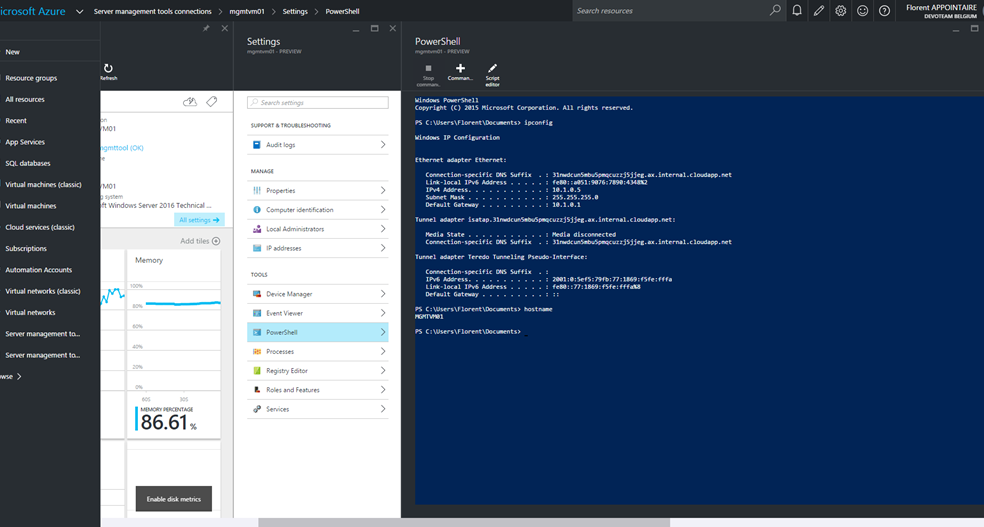 icrosoft Azure
Server management tools connections > mgmtvm01 > Settings > PowerShell
Search resources
Florent APPOINTAIRE
DEVOTEAM BELGIUM
New
Resource groups
All resources
Recent
App Services
SQL databases
Virtual machines (classic)
Virtual machines
Cloud services (classic)
Subscriptions
Automation Accounts
Virtual networks (classic)
Virtual networks
Server management to...
Server management to...
owse >
Refresh
on
/M01
ngmttool (OK)
e
/M01
g system
ft Windows Server 2016 Technical ...
All settings →
Add tiles
Memory
100%
80%
60%
40%
20%
0%
60S 30S
MEMORY PERCENTAGE
86.61 %
Enable disk metrics
Settings
mgmtvm01 - PREVIEW
Search settings
SUPPORT & TROUBLESHOOTING
Audit logs
MANAGE
Properties
Computer identification
Local Administrators
IP addresses
TOOLS
Device Manager
Event Viewer
PowerShell
Processes
Registry Editor
Roles and Features
Services
PowerShell
mgmtvm01 - PREVIEW
Stop comman.
Comman...
Script editor
Windows PowerShell
Copyright (C) 2015 Microsoft Corporation. All rights reserved.
PS C:\Users\Florent\Documents> ipconfig
Windows IP Configuration
Ethernet adapter Ethernet:
Connection-specific DNS Suffix . : 31nwdcun5mbu5pmqcuzzj5jjeg.ax.internal.cloudapp.net
Link-local IPv6 Address . . . . . : fe80::a051:9076:7890:4348%2
IPv4 Address. . . . . . . . . . . : 10.1.0.5
Subnet Mask . . . . . . . . . . . : 255.255.255.0
Default Gateway . . . . . . . . . : 10.1.0.1
Tunnel adapter isatap.31nwdcun5mbu5pmqcuzzj5jjeg.ax.internal.cloudapp.net:
Media State . . . . . . . . . . . : Media disconnected
Connection-specific DNS Suffix . : 31nwdcun5mbu5pmqcuzzj5jjeg.ax.internal.cloudapp.net
Tunnel adapter Teredo Tunneling Pseudo-Interface:
Connection-specific DNS Suffix . :
IPv6 Address. . . . . . . . . . . : 2001:0:5ef5:79fb:77:1869:f5fe:fffa
Link-local IPv6 Address . . . . . : fe80::77:1869:f5fe:fffa%8
Default Gateway . . . . . . . . . : ::
PS C:\Users\Florent\Documents> hostname
MGMTVM01
PS C:\Users\Florent\Documents> _